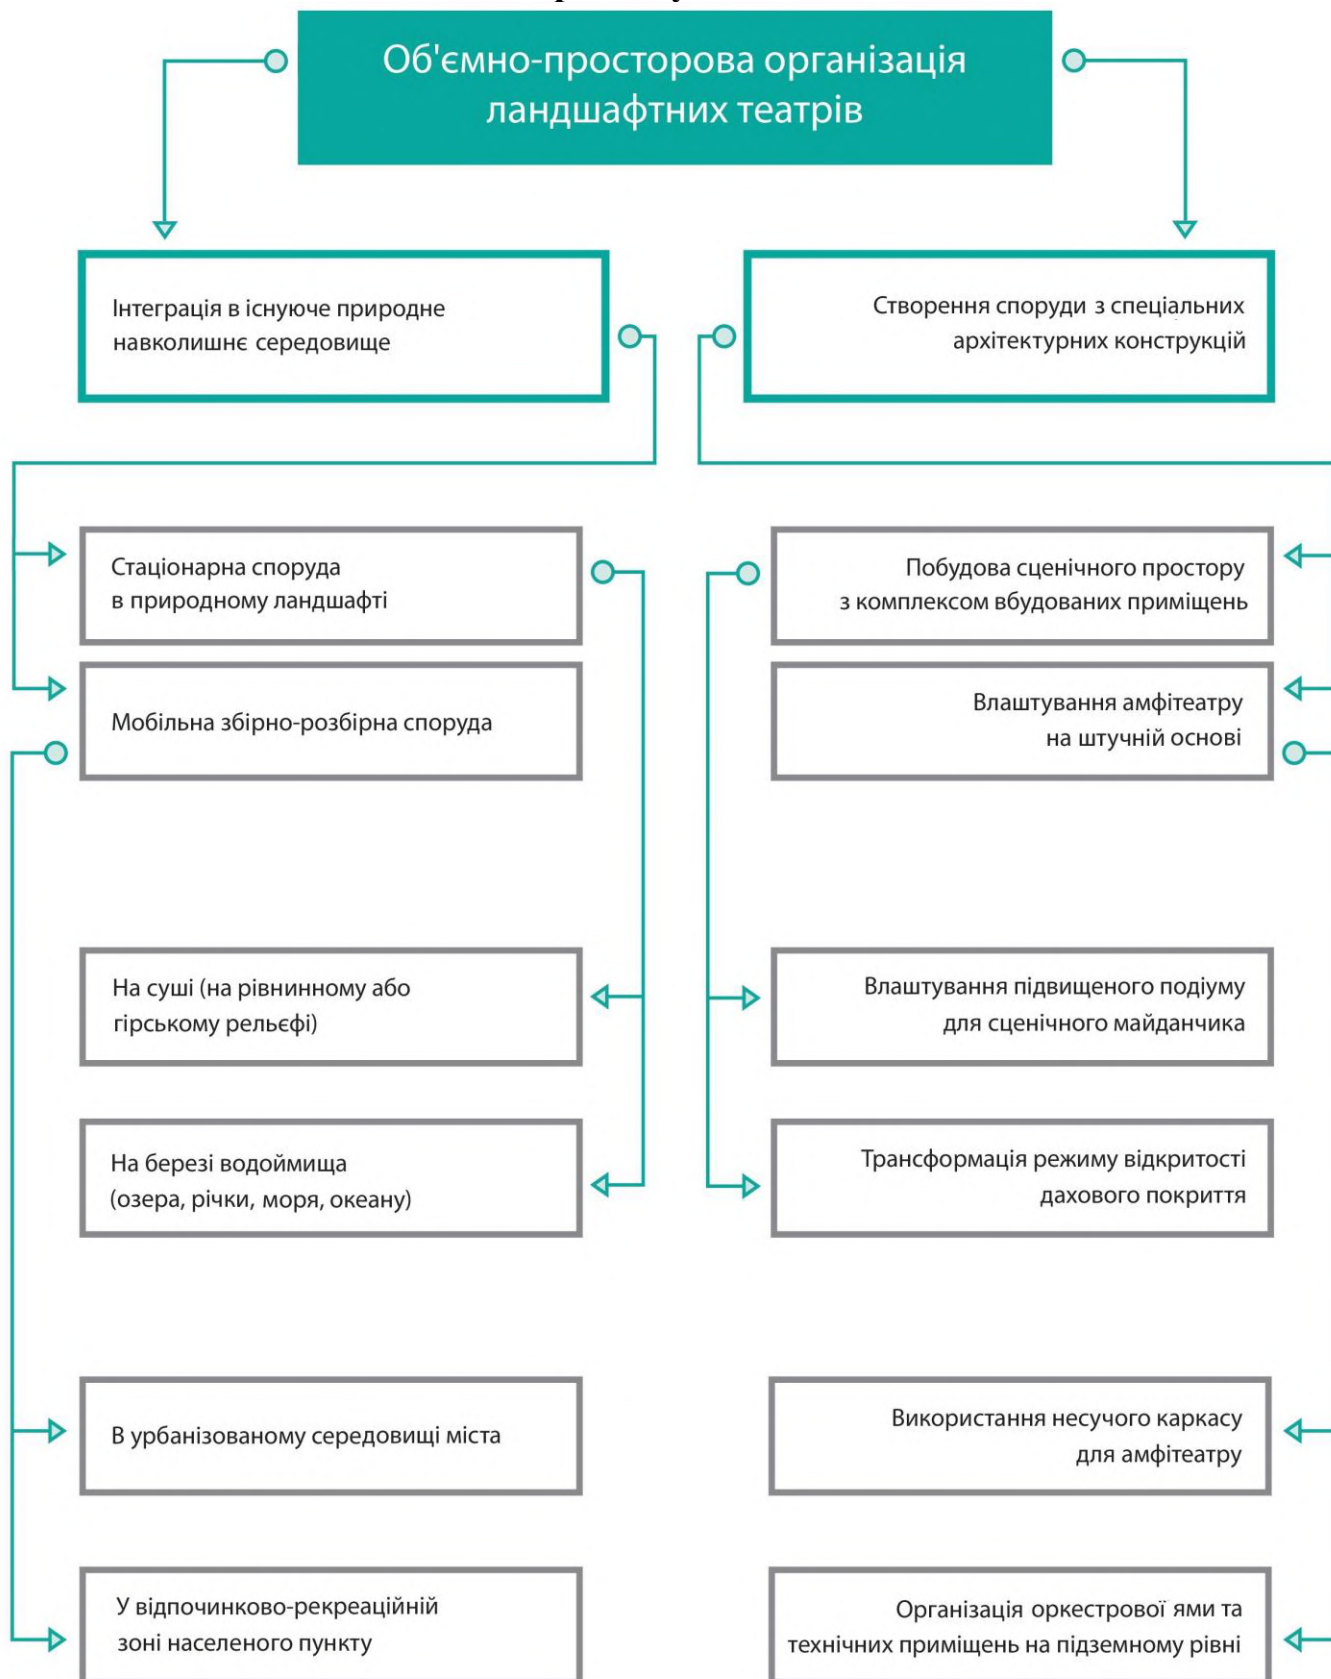 Об'ємно-просторова організація
ландшафтних театрів
Інтеграція в існуюче природне
навколишнє середовище
Створення споруди з спеціальних
архітектурних конструкцій
Стаціонарна споруда
в природному ландшафті
Побудова сценічного простору
з комплексом вбудованих приміщень
Мобільна збірно-розбірна споруда
Влаштування амфітеатру
на штучній основі
На суші (на рівнинному або
гірському рельєфі)
Влаштування підвищеного подіуму
для сценічного майданчика
На березі водоймища
(озера, річки, моря, океану)
Трансформація режиму відкритості
дахового покриття
В урбанізованому середовищі міста
Використання несучого каркасу
для амфітеатру
У відпочинково-рекреаційній
зоні населеного пункту
Організація оркестрової ями та
технічних приміщень на підземному рівні